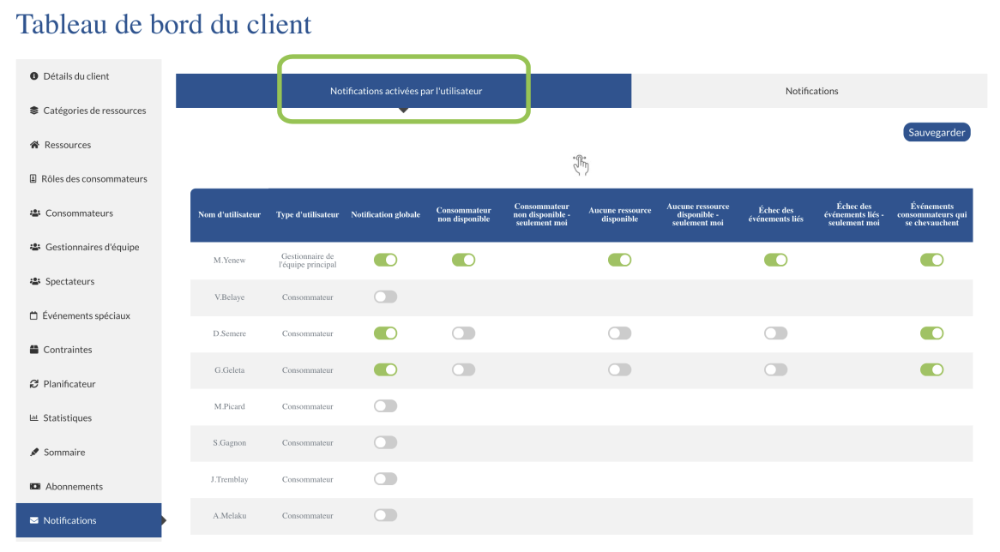 Tableau de bord du client
Détails du client
Catégories de ressources
Ressources
Rôles des consommateurs
Consommateurs
Gestionnaires d'équipe
Spectateurs
Événements spéciaux
Contraintes
Planificateur
Statistiques
Sommaire
Abonnements
Notifications
Notifications activées par l'utilisateur
Notifications
Sauvegarder
Nom d'utilisateur
Type d'utilisateur
Notification globale
Consommateur
non disponible
Consommateur
non disponible -
seulement moi
Aucune ressource
disponible
Aucune ressource
disponible -
seulement moi
Échec des
événements liés
Échec des
événements liés -
seulement moi
Événements
consommateurs qui
se chevauchent
M.Yenew
Gestionnaire de
l'équipe principal
V.Belaye
Consommateur
D.Semere
Consommateur
G.Geleta
Consommateur
M.Picard
Consommateur
S.Gagnon
Consommateur
J.Tremblay
Consommateur
A.Melaku
Consommateur